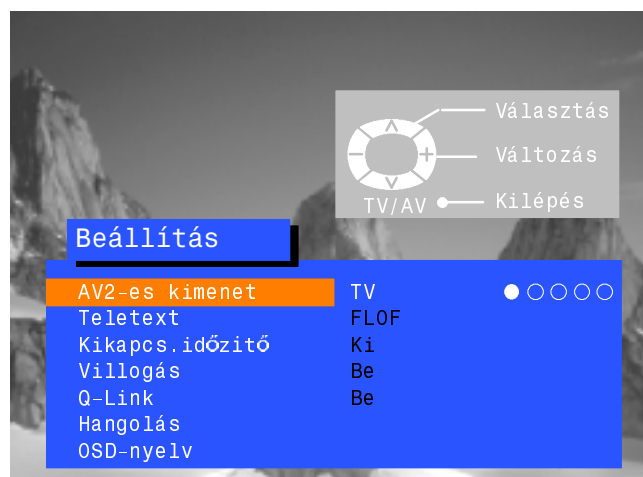 Választás
Változás
TV/AV Kilépés
Beállítás
AV2-es kimenet TV
Teletext FLOF
Kikapcs.időzitő Ki
Villogás Be
Q-Link Be
Hangolás
OSD-nyelv